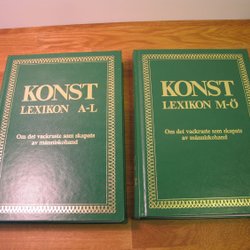 KONST
LEXIKON A-L
Om det vackraste som skapats
av människohand
KONST
LEXIKON M-Ö
Om det vackraste som skapats
av människohand